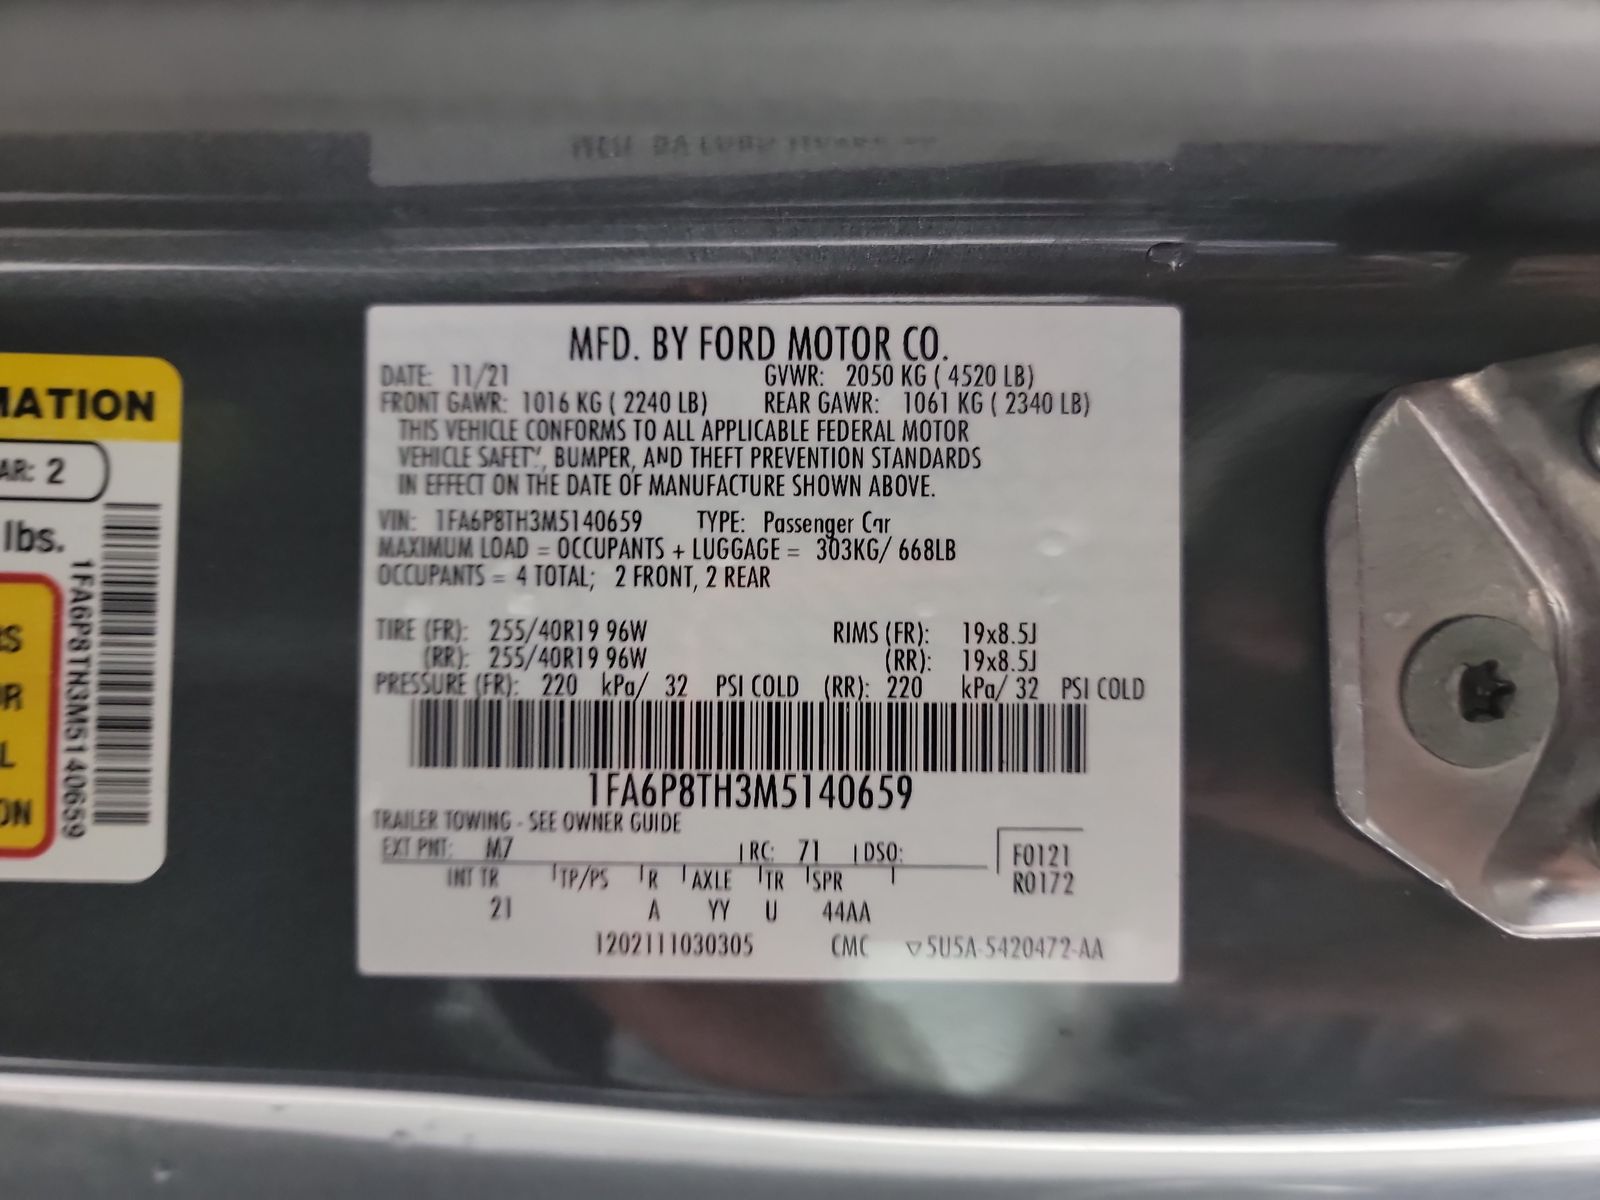 MATION
AR: 2
lbs.
1FA6P8TH3M5140659
RS
OR
L
ON
MFD. BY FORD MOTOR CO.
DATE: 11/21 GVWR: 2050 KG ( 4520 LB)
FRONT GAWR: 1016 KG ( 2240 LB) REAR GAWR: 1061 KG ( 2340 LB)
THIS VEHICLE CONFORMS TO ALL APPLICABLE FEDERAL MOTOR
VEHICLE SAFETY, BUMPER, AND THEFT PREVENTION STANDARDS
IN EFFECT ON THE DATE OF MANUFACTURE SHOWN ABOVE.
VIN: 1FA6P8TH3M5140659 TYPE: Passenger Car
MAXIMUM LOAD = OCCUPANTS + LUGGAGE = 303KG/ 668LB
OCCUPANTS = 4 TOTAL; 2 FRONT, 2 REAR
TIRE (FR): 255/40R19 96W RIMS (FR): 19x8.5J
(RR): 255/40R19 96W (RR): 19x8.5J
PRESSURE (FR): 220 kPa/ 32 PSI COLD (RR): 220 kPa/ 32 PSI COLD
1FA6P8TH3M5140659
TRAILER TOWING - SEE OWNER GUIDE
EXT PNT: M7 RC: 71 DSO: F0121
INT TR TP/PS R AXLE TR SPR R0172
21 A YY U 44AA
1202111030305 CMC ▽5U5A-5420472-AA